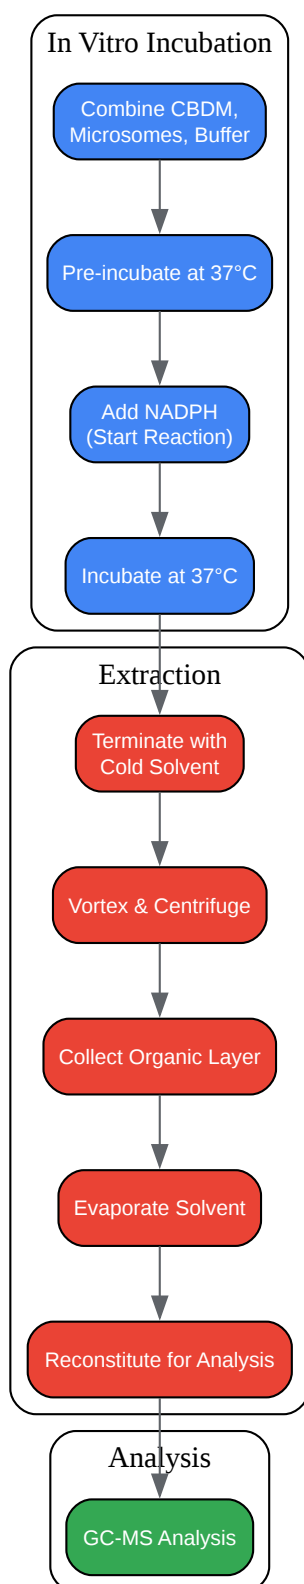 In Vitro Incubation
Combine CBDM,
Microsomes, Buffer
Pre-incubate at 37°C
Add NADPH
(Start Reaction)
Incubate at 37°C
Extraction
Terminate with
Cold Solvent
Vortex & Centrifuge
Collect Organic Layer
Evaporate Solvent
Reconstitute for Analysis
Analysis
GC-MS Analysis